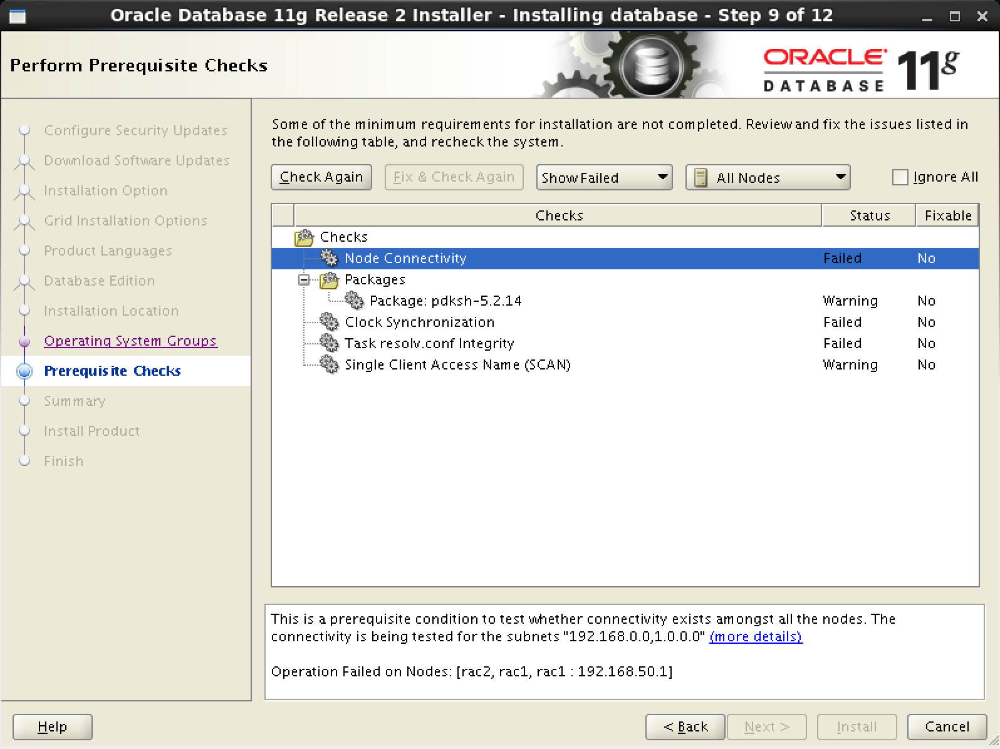 Oracle Database 11g Release 2 Installer - Installing database - Step 9 of 12
Perform Prerequisite Checks
ORACLE
DATABASE
11g
Configure Security Updates
Download Software Updates
Installation Option
Grid Installation Options
Product Languages
Database Edition
Installation Location
Operating System Groups
Prerequisite Checks
Summary
Install Product
Finish
Some of the minimum requirements for installation are not completed. Review and fix the issues listed in
the following table, and recheck the system.
Check Again Fix & Check Again Show Failed All Nodes Ignore All
Checks Status Fixable
Checks
Node Connectivity Failed No
Packages
Package: pdksh-5.2.14 Warning No
Clock Synchronization Failed No
Task resolv.conf Integrity Failed No
Single Client Access Name (SCAN) Warning No
This is a prerequisite condition to test whether connectivity exists amongst all the nodes. The
connectivity is being tested for the subnets "192.168.0.0,1.0.0.0" (more details)
Operation Failed on Nodes: [rac2, rac1, rac1 : 192.168.50.1]
Help < Back Next > Install Cancel